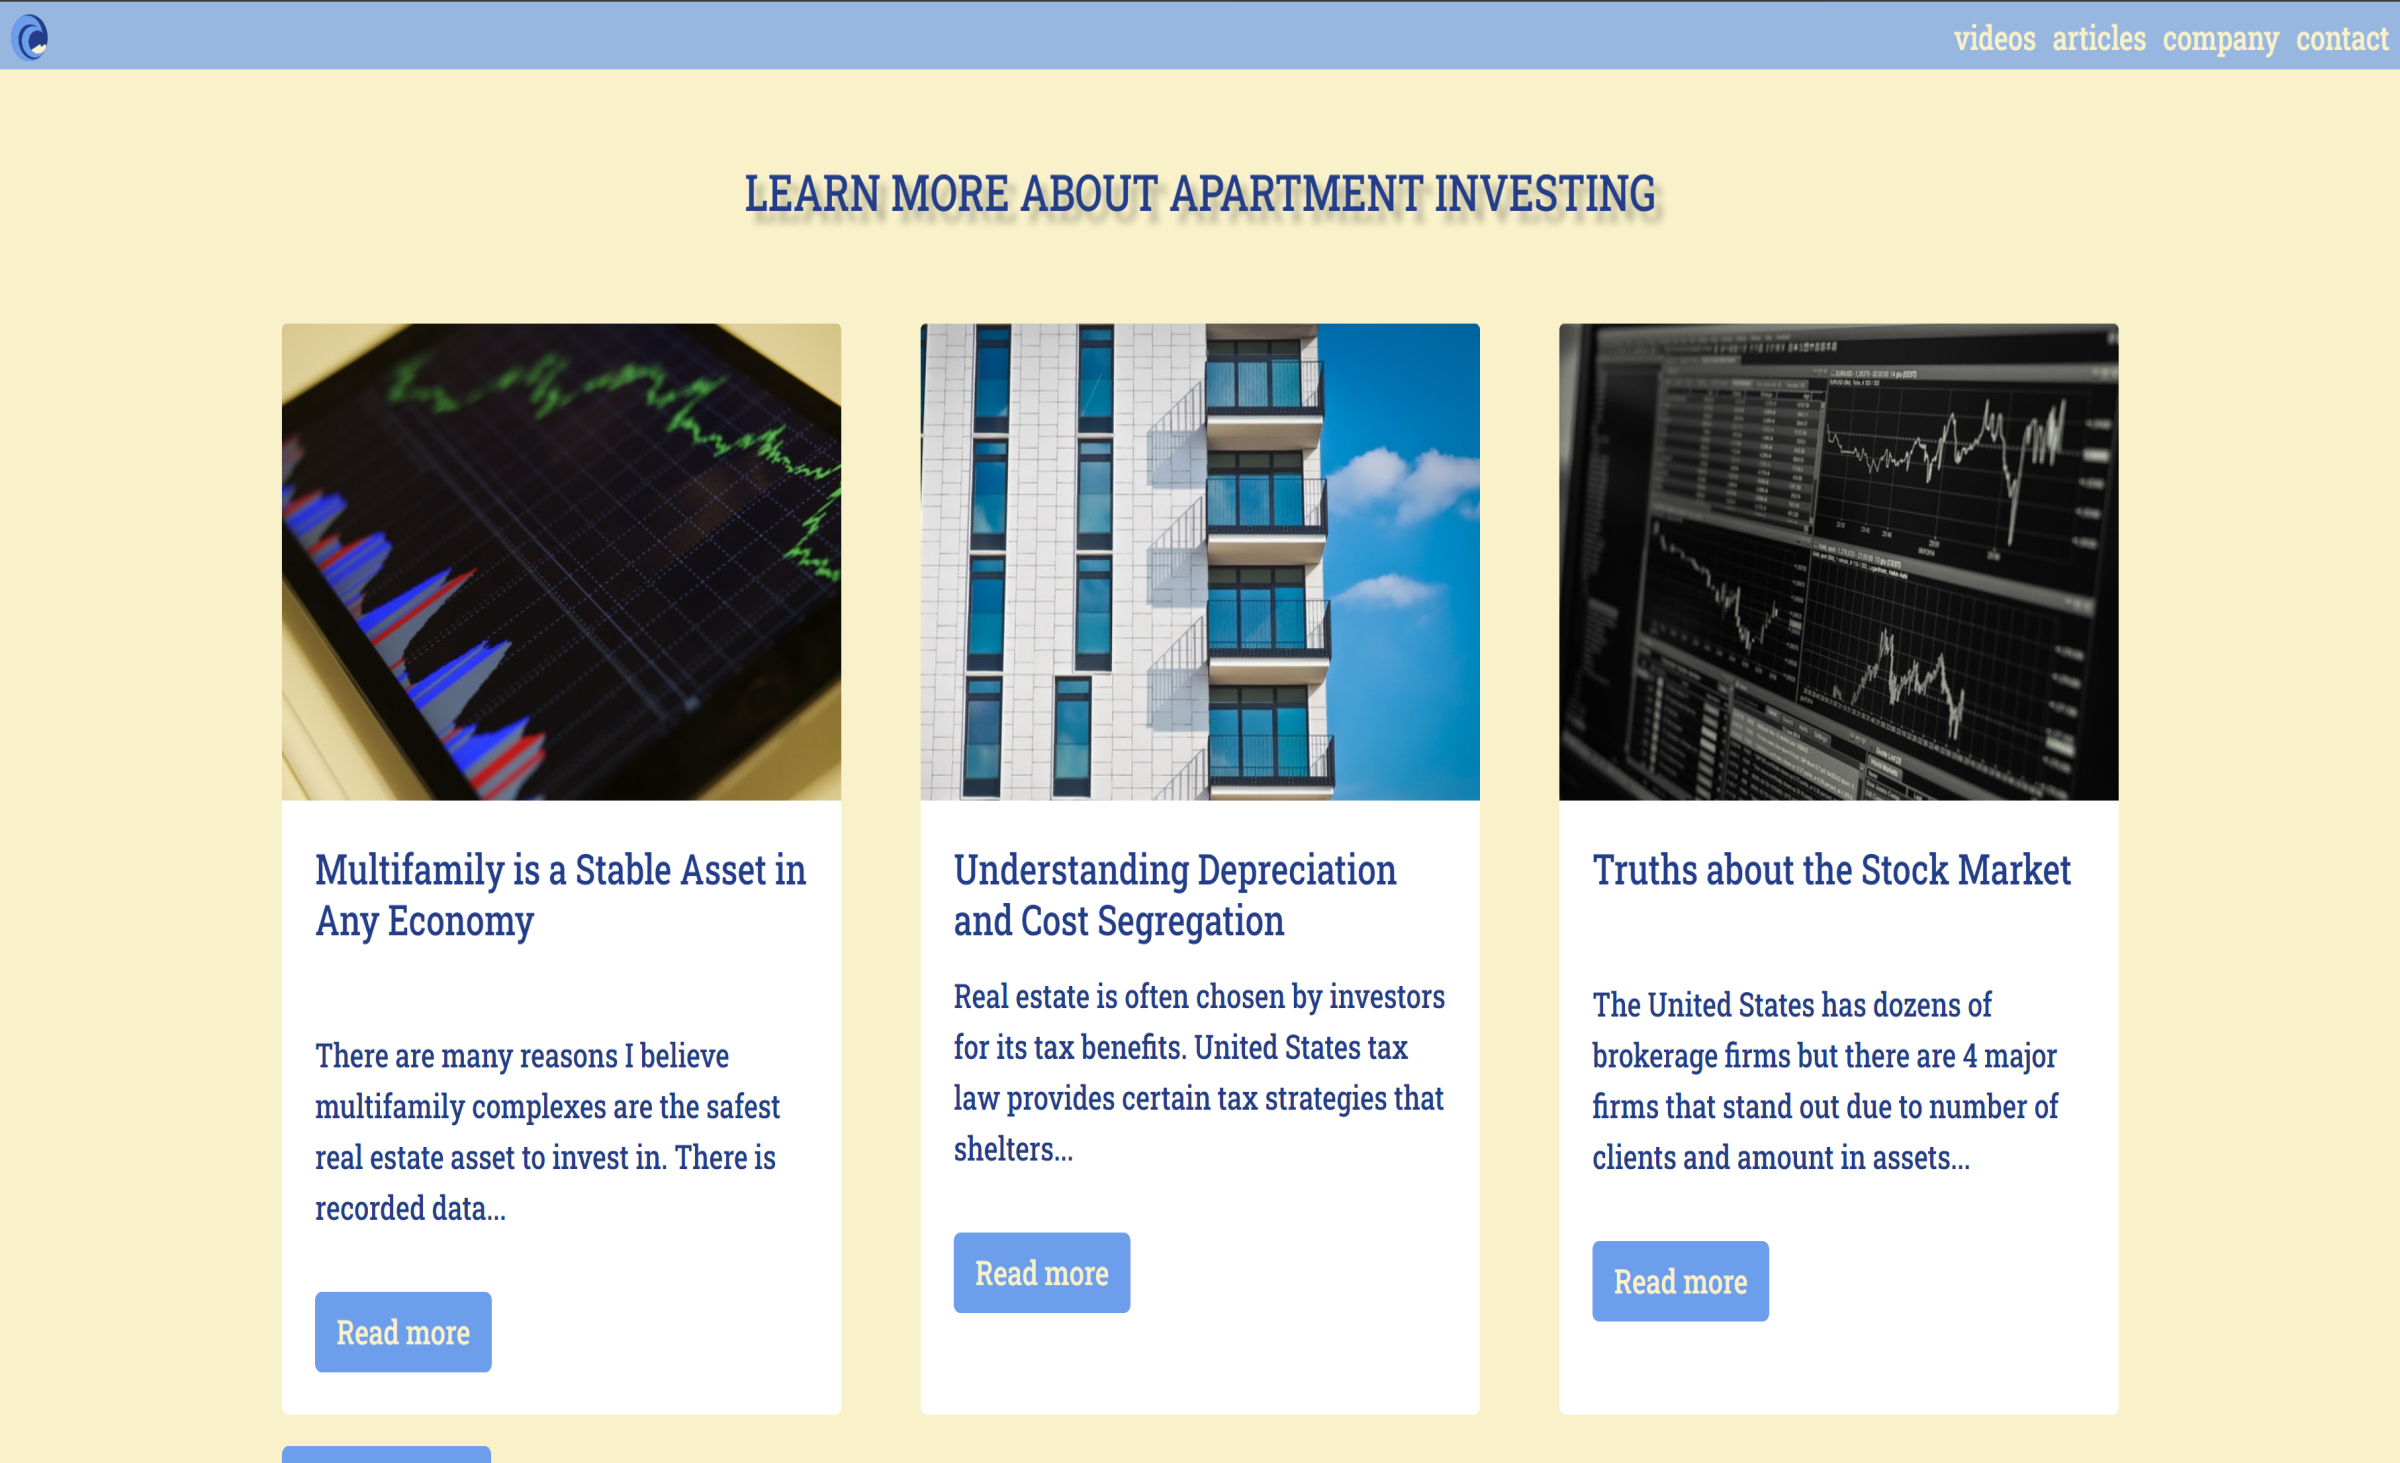 videos articles company contact
LEARN MORE ABOUT APARTMENT INVESTING
Multifamily is a Stable Asset in
Any Economy
There are many reasons I believe
multifamily complexes are the safest
real estate asset to invest in. There is
recorded data...
Read more
Understanding Depreciation
and Cost Segregation
Real estate is often chosen by investors
for its tax benefits. United States tax
law provides certain tax strategies that
shelters...
Read more
Truths about the Stock Market
The United States has dozens of
brokerage firms but there are 4 major
firms that stand out due to number of
clients and amount in assets...
Read more